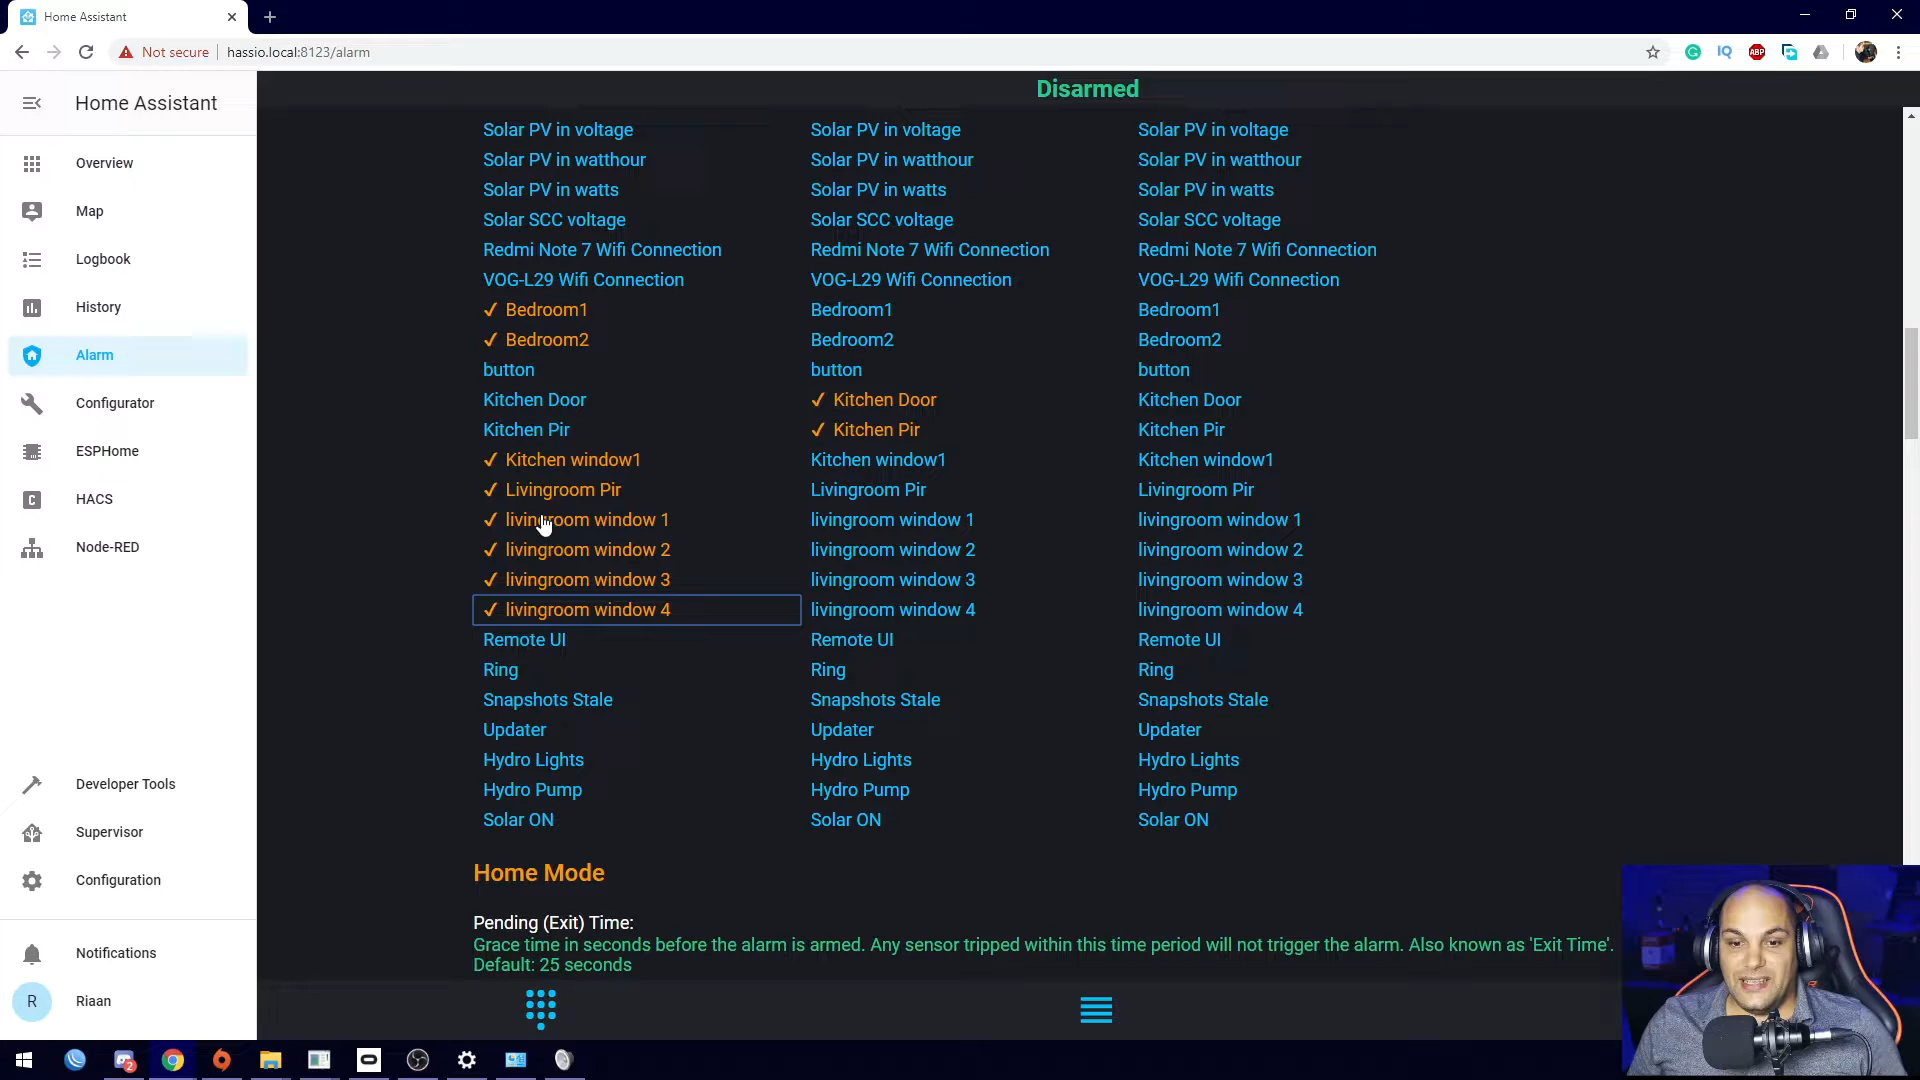 Home Assistant
Not secure
hassio.local:8123/alarm
IQ
ABP
Home Assistant
Disarmed
Overview
Map
Logbook
History
Alarm
Configurator
ESPHome
HACS
Node-RED
Developer Tools
Supervisor
Configuration
Notifications
R Riaan
Solar PV in voltage Solar PV in voltage Solar PV in voltage
Solar PV in watthour Solar PV in watthour Solar PV in watthour
Solar PV in watts Solar PV in watts Solar PV in watts
Solar SCC voltage Solar SCC voltage Solar SCC voltage
Redmi Note 7 Wifi Connection Redmi Note 7 Wifi Connection Redmi Note 7 Wifi Connection
VOG-L29 Wifi Connection VOG-L29 Wifi Connection VOG-L29 Wifi Connection
✓ Bedroom1 Bedroom1 Bedroom1
✓ Bedroom2 Bedroom2 Bedroom2
button button button
Kitchen Door ✓ Kitchen Door Kitchen Door
Kitchen Pir ✓ Kitchen Pir Kitchen Pir
✓ Kitchen window1 Kitchen window1 Kitchen window1
✓ Livingroom Pir Livingroom Pir Livingroom Pir
✓ livingroom window 1 livingroom window 1 livingroom window 1
✓ livingroom window 2 livingroom window 2 livingroom window 2
✓ livingroom window 3 livingroom window 3 livingroom window 3
✓ livingroom window 4 livingroom window 4 livingroom window 4
Remote UI Remote UI Remote UI
Ring Ring Ring
Snapshots Stale Snapshots Stale Snapshots Stale
Updater Updater Updater
Hydro Lights Hydro Lights Hydro Lights
Hydro Pump Hydro Pump Hydro Pump
Solar ON Solar ON Solar ON
Home Mode
Pending (Exit) Time:
Grace time in seconds before the alarm is armed. Any sensor tripped within this time period will not trigger the alarm. Also known as 'Exit Time'.
Default: 25 seconds
2